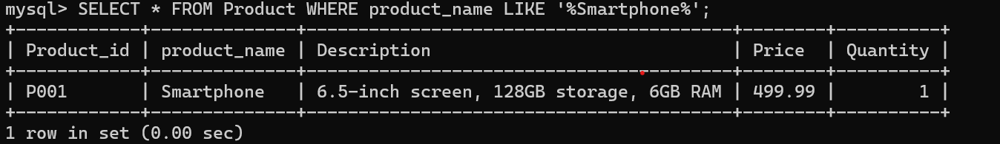 mysql> SELECT * FROM Product WHERE product_name LIKE '%Smartphone%';
+------------+--------------+-----------------------------------------+--------+----------+
| Product_id | product_name | Description                             | Price  | Quantity |
+------------+--------------+-----------------------------------------+--------+----------+
| P001       | Smartphone   | 6.5-inch screen, 128GB storage, 6GB RAM | 499.99 |        1 |
+------------+--------------+-----------------------------------------+--------+----------+
1 row in set (0.00 sec)